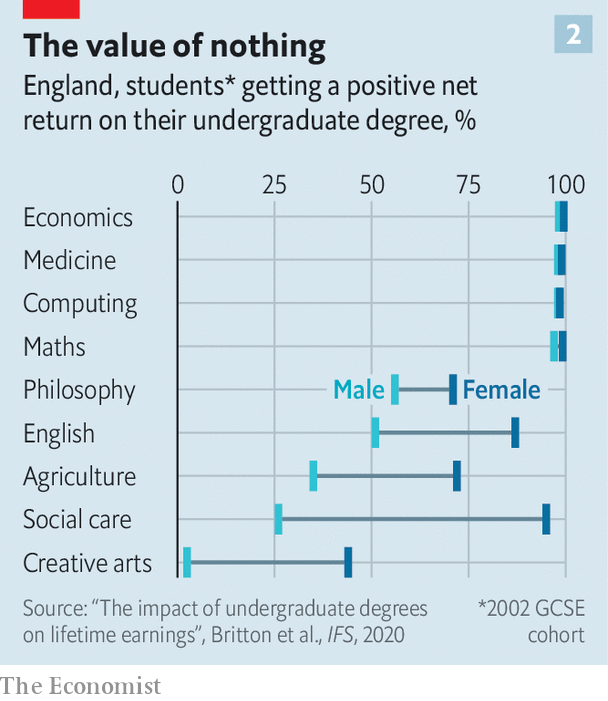 The value of nothing
2
England, students* getting a positive net
return on their undergraduate degree, %
0 25 50 75 100
Economics
Medicine
Computing
Maths
Philosophy Male Female
English
Agriculture
Social care
Creative arts
Source: “The impact of undergraduate degrees
on lifetime earnings”, Britton et al., IFS, 2020
*2002 GCSE
cohort
The Economist